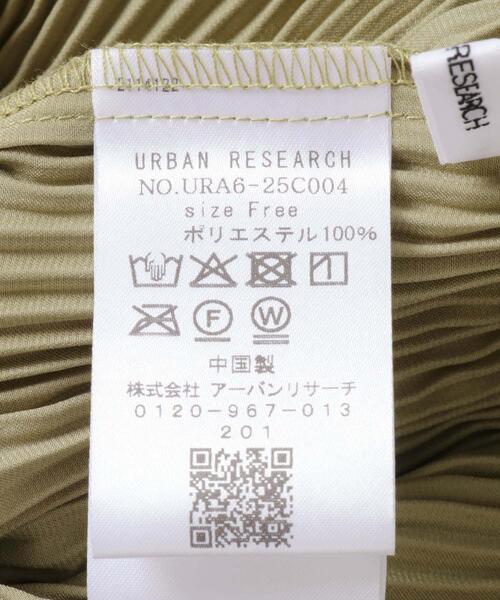 URBAN RESEARCH
NO.URA6-25C004
size Free
ポリエステル100%
F W
中国製
株式会社 アーバンリサーチ
0120-967-013
201
RESEARCH